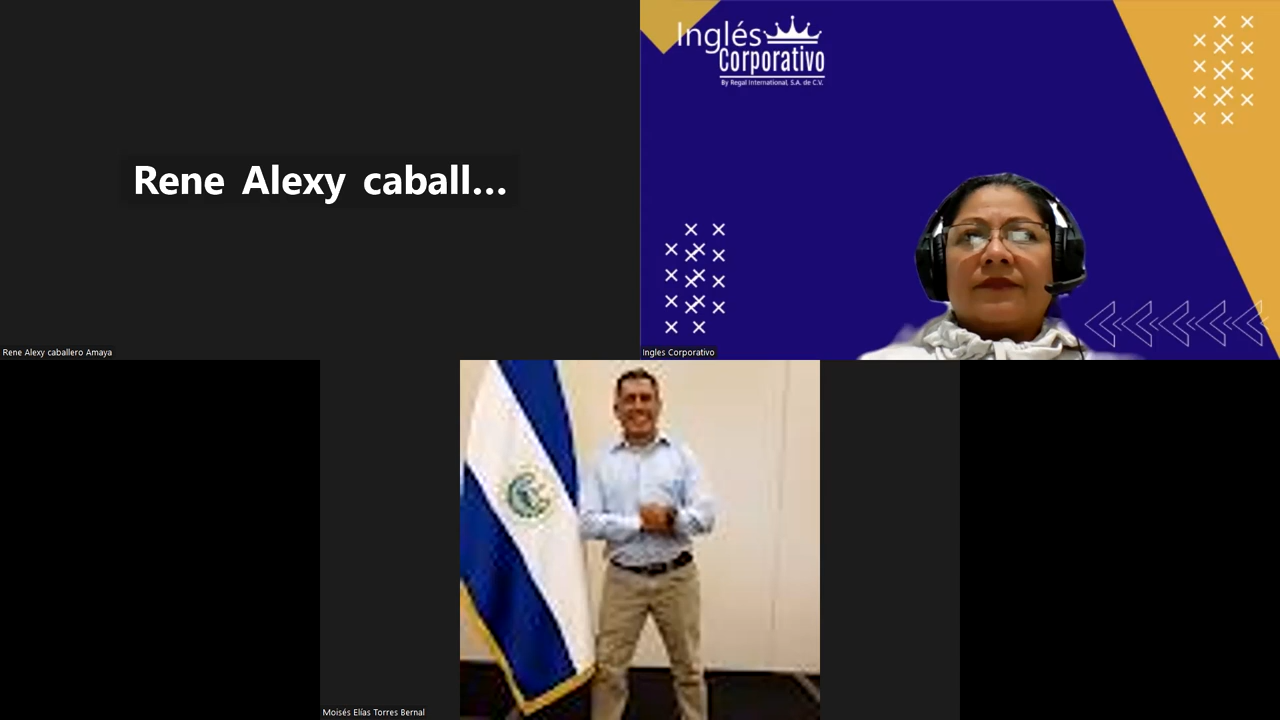 Rene Alexy caball...
Rene Alexy caballero Amaya
Inglés
Corporativo
By Regal International, S.A. de C.V.
Ingles Corporativo
Moisés Elías Torres Bernal